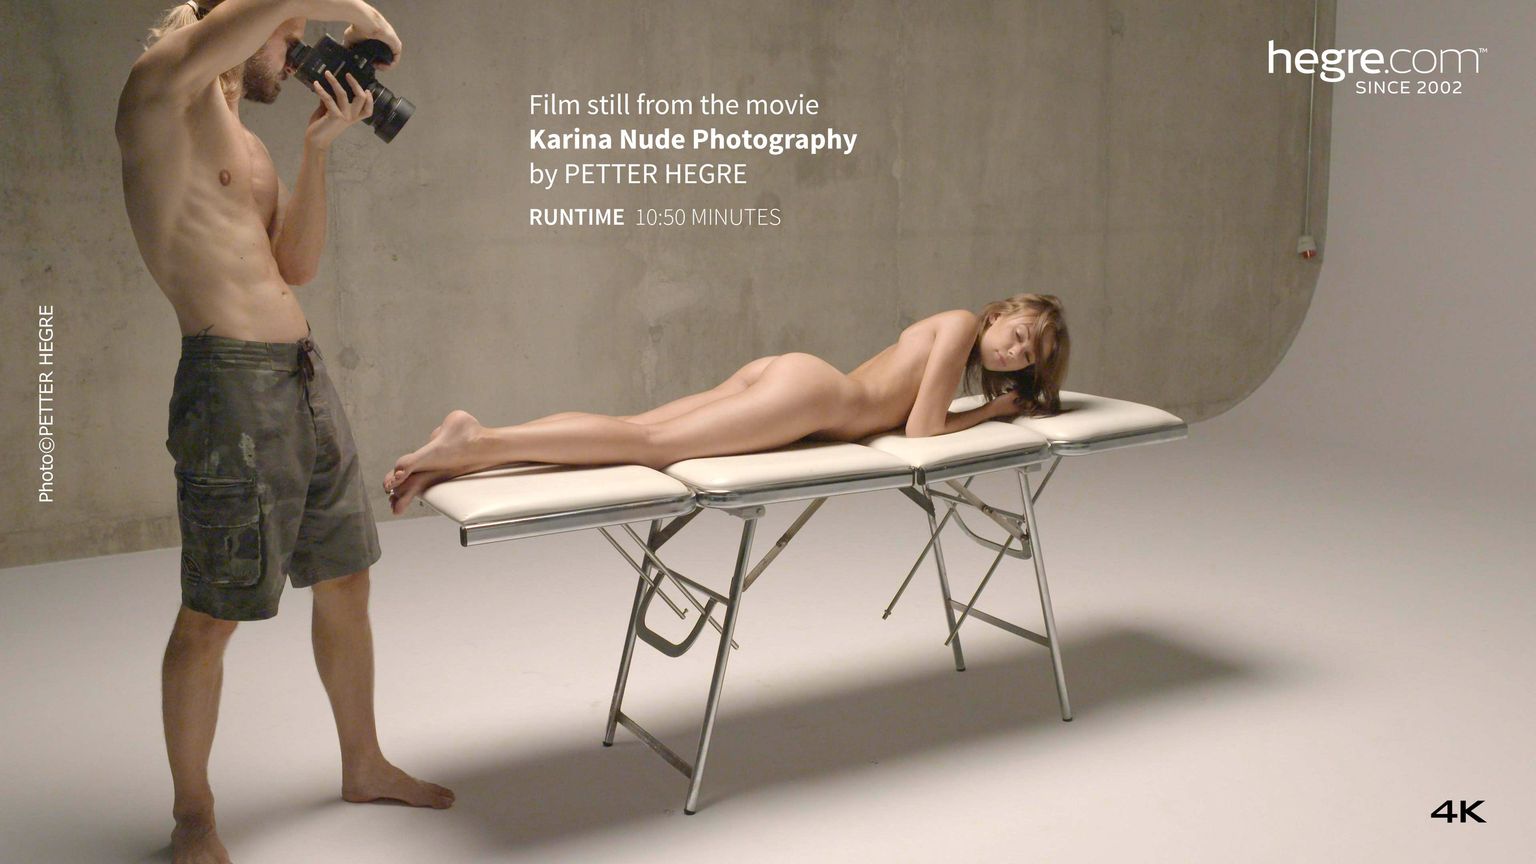 hegre.com™
SINCE 2002
Film still from the movie
Karina Nude Photography
by PETTER HEGRE
RUNTIME 10:50 MINUTES
Photo©PETTER HEGRE
4K